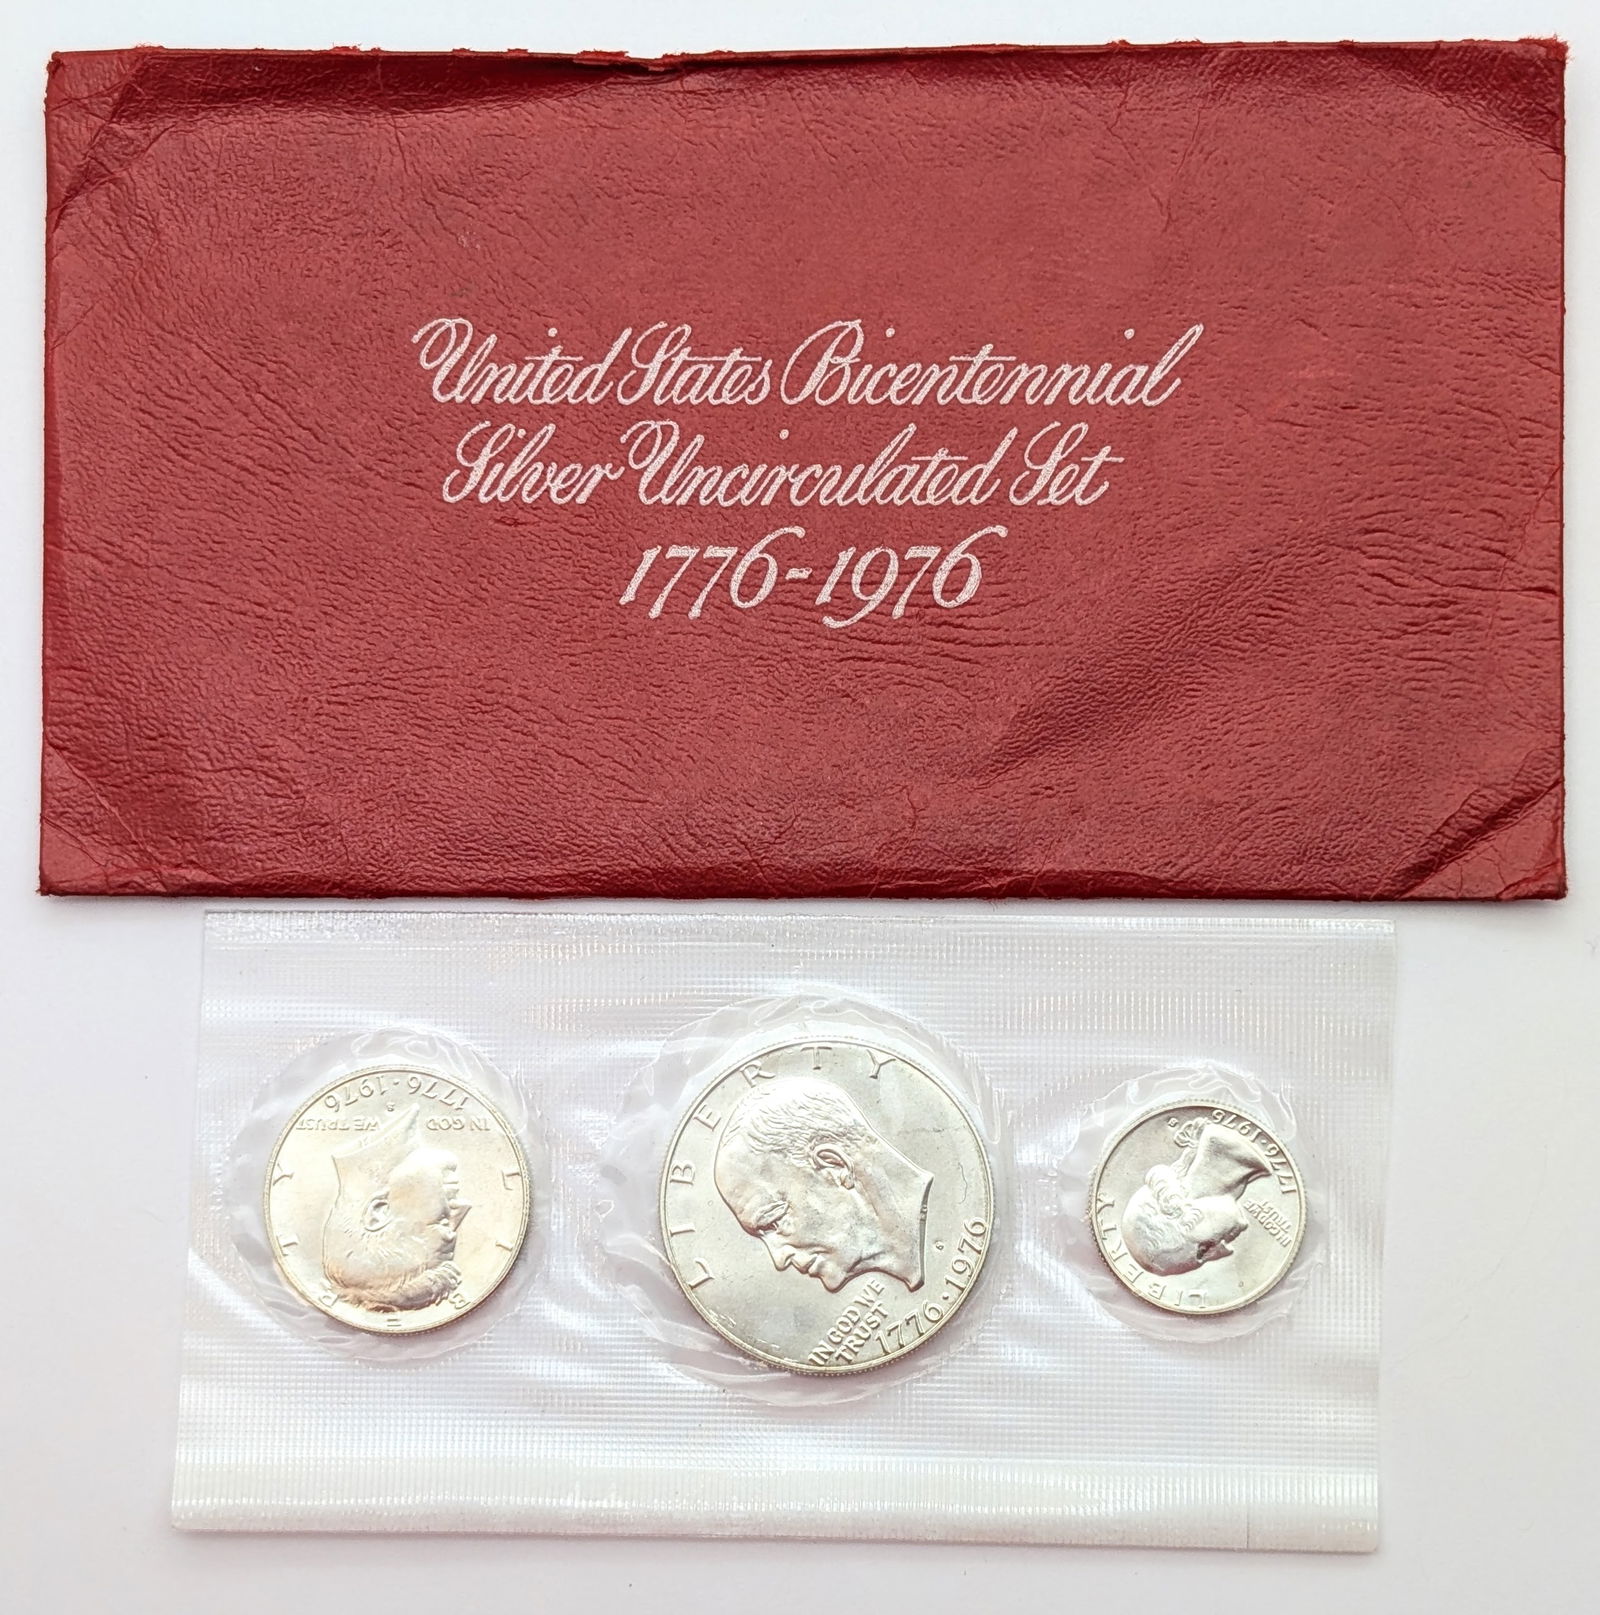 United States Bicentennial
Silver Uncirculated Set
1776-1976
LIBERTY
IN GOD WE TRUST
S
1776·1976
LIBERTY
S
IN GOD WE
TRUST
1776·1976
LIBERTY
S
IN GOD WE
TRUST
1776·1976